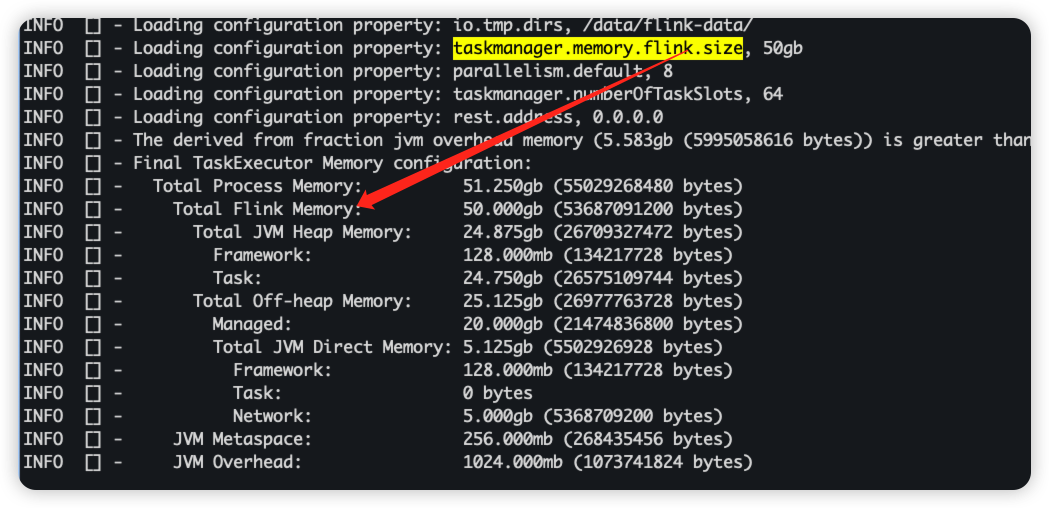 INFO [] - Loading configuration property: io.tmp.dirs, /data/flink-data/
INFO [] - Loading configuration property: taskmanager.memory.flink.size, 50gb
INFO [] - Loading configuration property: parallelism.default, 8
INFO [] - Loading configuration property: taskmanager.numberOfTaskSlots, 64
INFO [] - Loading configuration property: rest.address, 0.0.0.0
INFO [] - The derived from fraction jvm overhead memory (5.583gb (5995058616 bytes)) is greater than
INFO [] - Final TaskExecutor Memory configuration:
INFO [] -   Total Process Memory:          51.250gb (55029268480 bytes)
INFO [] -     Total Flink Memory:          50.000gb (53687091200 bytes)
INFO [] -       Total JVM Heap Memory:     24.875gb (26709327472 bytes)
INFO [] -         Framework:               128.000mb (134217728 bytes)
INFO [] -         Task:                    24.750gb (26575109744 bytes)
INFO [] -       Total Off-heap Memory:     25.125gb (26977763728 bytes)
INFO [] -         Managed:                 20.000gb (21474836800 bytes)
INFO [] -         Total JVM Direct Memory: 5.125gb (5502926928 bytes)
INFO [] -           Framework:             128.000mb (134217728 bytes)
INFO [] -           Task:                  0 bytes
INFO [] -           Network:               5.000gb (5368709200 bytes)
INFO [] -     JVM Metaspace:               256.000mb (268435456 bytes)
INFO [] -     JVM Overhead:                1024.000mb (1073741824 bytes)